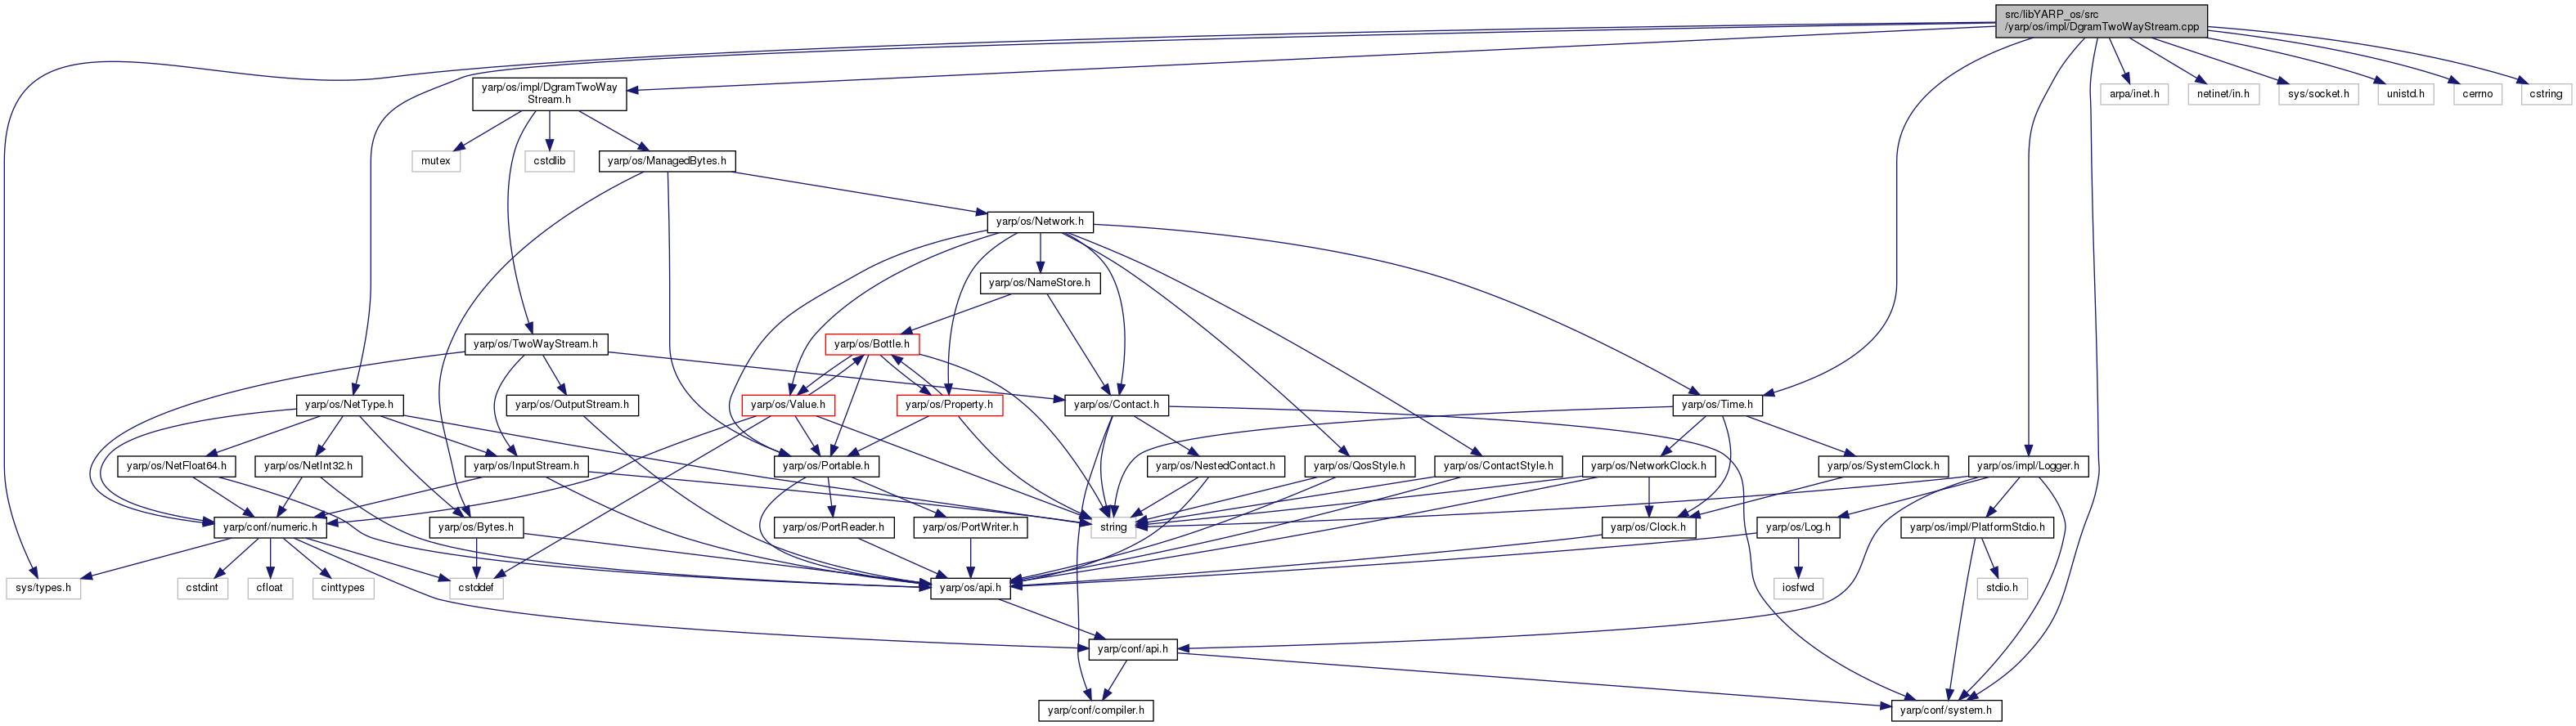 src/libYARP_os/src
/yarp/os/impl/DgramTwoWayStream.cpp
yarp/os/impl/DgramTwoWay
Stream.h
arpa/inet.h
netinet/in.h
sys/socket.h
unistd.h
cerrno
cstring
mutex
cstdlib
yarp/os/ManagedBytes.h
yarp/os/Network.h
yarp/os/NameStore.h
yarp/os/TwoWayStream.h
yarp/os/Bottle.h
yarp/os/NetType.h
yarp/os/OutputStream.h
yarp/os/Value.h
yarp/os/Property.h
yarp/os/Contact.h
yarp/os/Time.h
yarp/os/NetFloat64.h
yarp/os/NetInt32.h
yarp/os/InputStream.h
yarp/os/Portable.h
yarp/os/NestedContact.h
yarp/os/QosStyle.h
yarp/os/ContactStyle.h
yarp/os/NetworkClock.h
yarp/os/SystemClock.h
yarp/os/impl/Logger.h
yarp/conf/numeric.h
yarp/os/Bytes.h
yarp/os/PortReader.h
yarp/os/PortWriter.h
string
yarp/os/Clock.h
yarp/os/Log.h
yarp/os/impl/PlatformStdio.h
sys/types.h
cstdint
cfloat
cinttypes
cstddef
yarp/os/api.h
iosfwd
stdio.h
yarp/conf/api.h
yarp/conf/compiler.h
yarp/conf/system.h